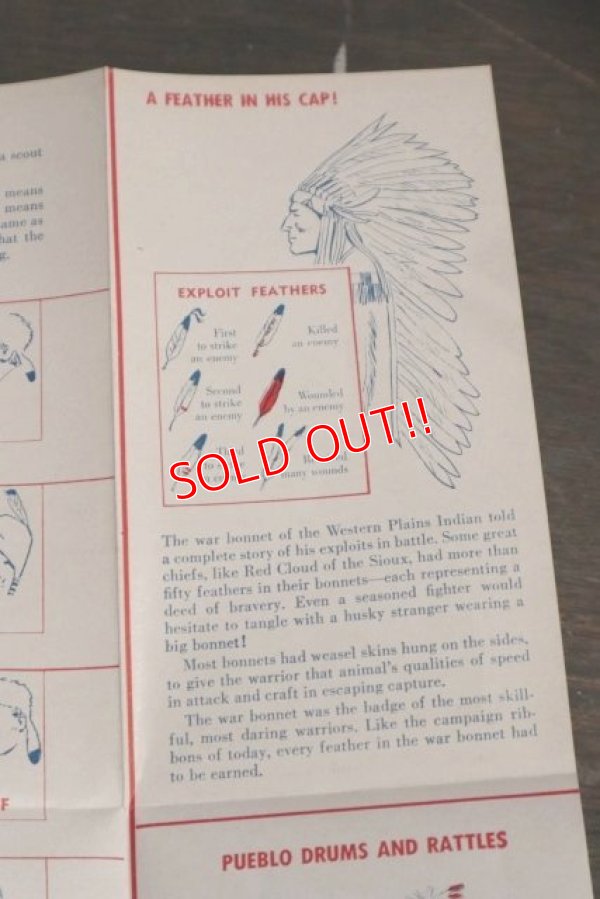 a scout
means
means
same as
hat the
g.
F
A FEATHER IN HIS CAP!
EXPLOIT FEATHERS
First
to strike
an enemy
Killed
an enemy
Second
to strike
an enemy
Wounded
by an enemy
many wounds
SOLD OUT!!
The war bonnet of the Western Plains Indian told
a complete story of his exploits in battle. Some great
chiefs, like Red Cloud of the Sioux, had more than
fifty feathers in their bonnets—each representing a
deed of bravery. Even a seasoned fighter would
hesitate to tangle with a husky stranger wearing a
big bonnet!
Most bonnets had weasel skins hung on the sides,
to give the warrior that animal's qualities of speed
in attack and craft in escaping capture.
The war bonnet was the badge of the most skill-
ful, most daring warriors. Like the campaign rib-
bons of today, every feather in the war bonnet had
to be earned.
PUEBLO DRUMS AND RATTLES